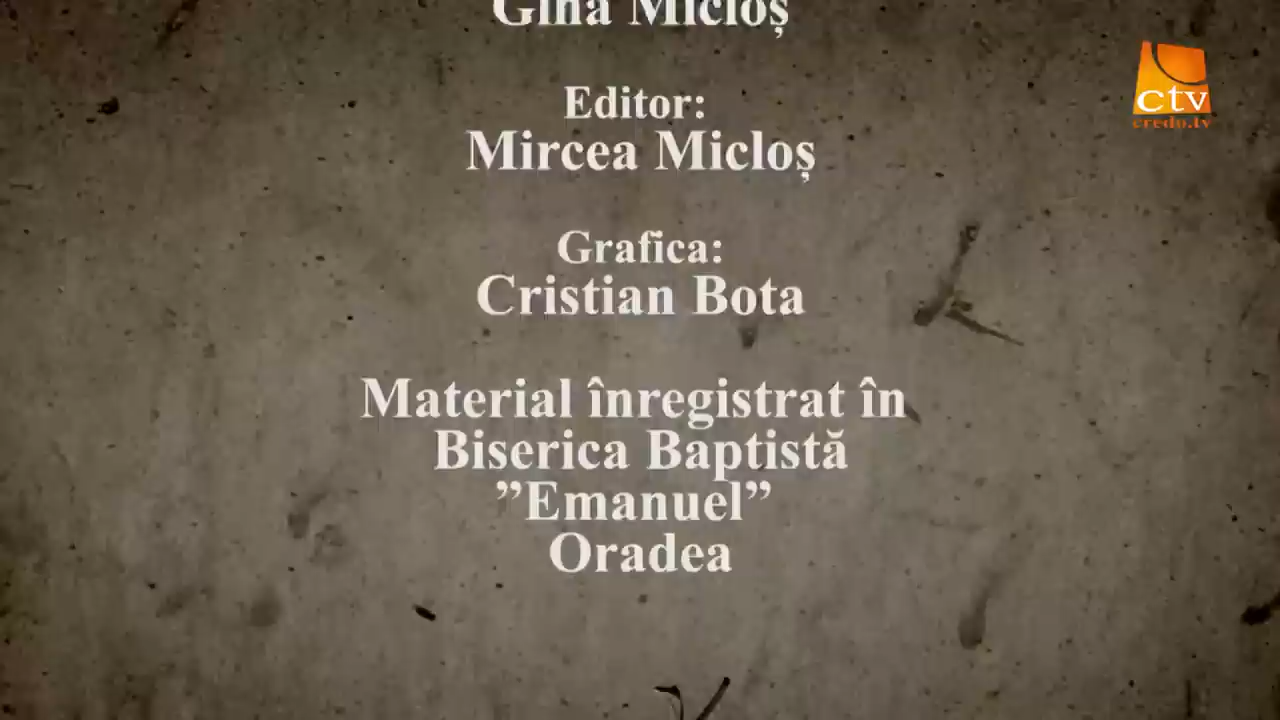 Gina Micloș
Editor:
Mircea Micloș
Grafica:
Cristian Bota
Material înregistrat în
Biserica Baptistă
”Emanuel”
Oradea
ctv
credo.tv